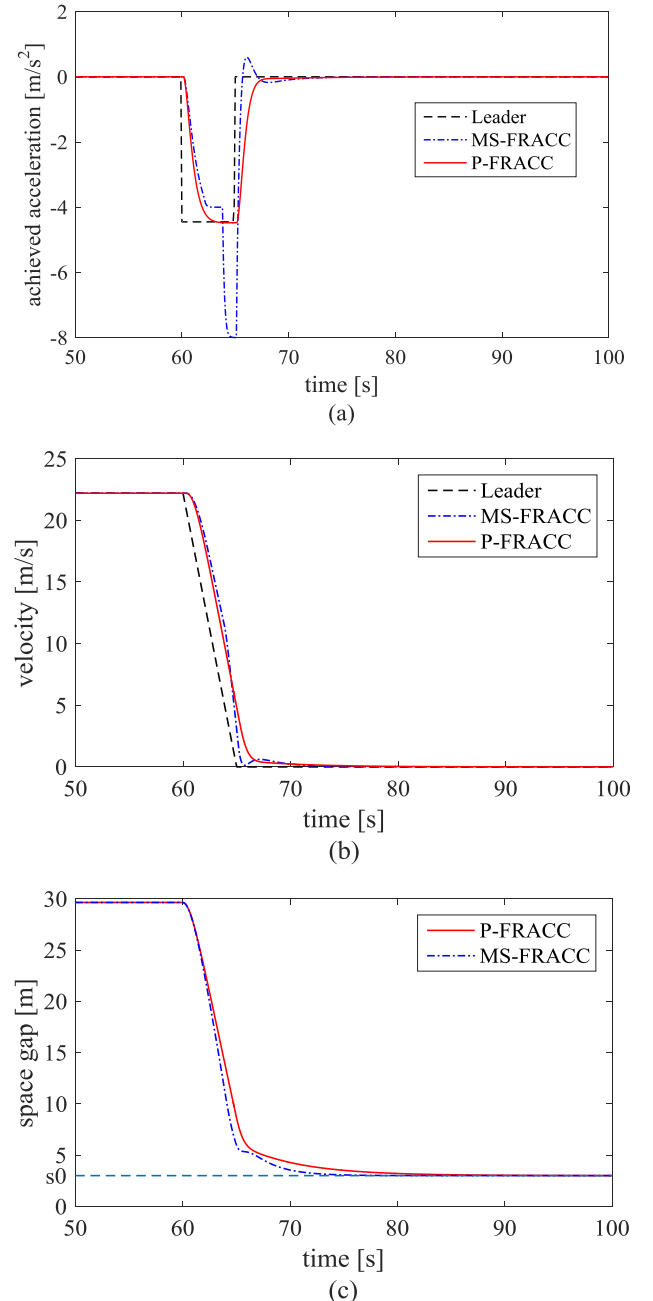 achieved acceleration [m/s²]
2
0
-2
-4
-6
-8
Leader
MS-FRACC
P-FRACC
50 60 70 80 90 100
time [s]
(a)
velocity [m/s]
25
20
15
10
5
0
Leader
MS-FRACC
P-FRACC
50 60 70 80 90 100
time [s]
(b)
space gap [m]
30
25
20
15
10
5
s0
0
P-FRACC
MS-FRACC
50 60 70 80 90 100
time [s]
(c)